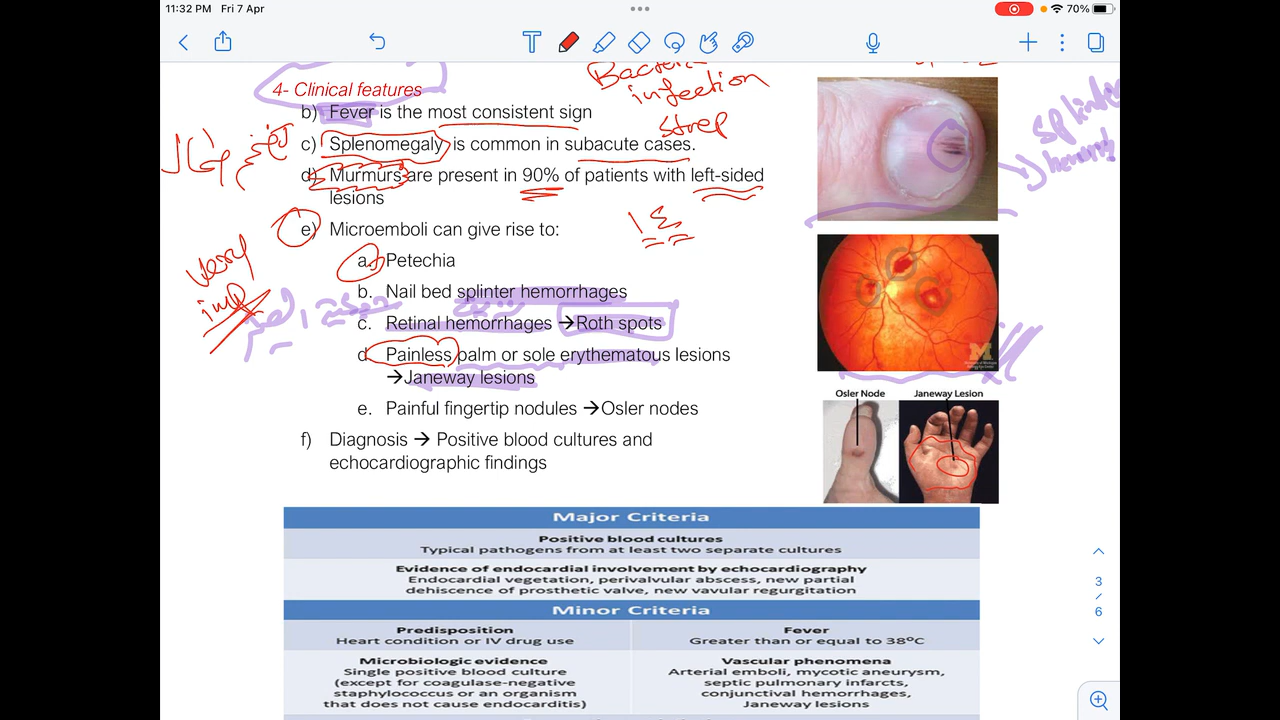 11:32 PM Fri 7 Apr
70%
Bacteria
infection
strep
4- Clinical features
b) Fever is the most consistent sign
c) Splenomegaly is common in subacute cases.
d) Murmurs are present in 90% of patients with left-sided
lesions
e) Microemboli can give rise to:
a. Petechia
b. Nail bed splinter hemorrhages
c. Retinal hemorrhages → Roth spots
d. Painless palm or sole erythematous lesions
→Janeway lesions
e. Painful fingertip nodules → Osler nodes
f) Diagnosis → Positive blood cultures and
echocardiographic findings
Osler Node
Janeway Lesion
Major Criteria
Positive blood cultures
Typical pathogens from at least two separate cultures
Evidence of endocardial involvement by echocardiography
Endocardial vegetation, perivalvular abscess, new partial
dehiscence of prosthetic valve, new vavular regurgitation
Minor Criteria
Predisposition
Heart condition or IV drug use
Fever
Greater than or equal to 38ºC
Microbiologic evidence
Single positive blood culture
(except for coagulase-negative
staphylococcus or an organism
that does not cause endocarditis)
Vascular phenomena
Arterial emboli, mycotic aneurysm,
septic pulmonary infarcts,
conjunctival hemorrhages,
Janeway lesions
3
6